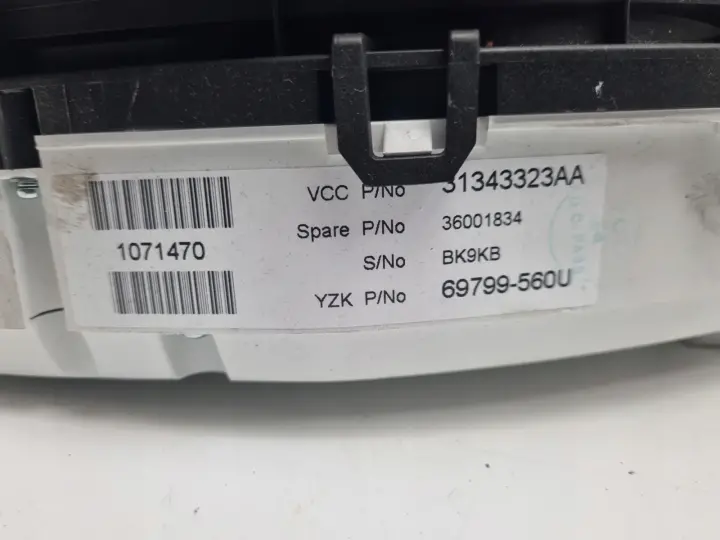 VCC P/No 31343323AA
Spare P/No 36001834
1071470
S/No BK9KB
YZK P/No 69799-560U